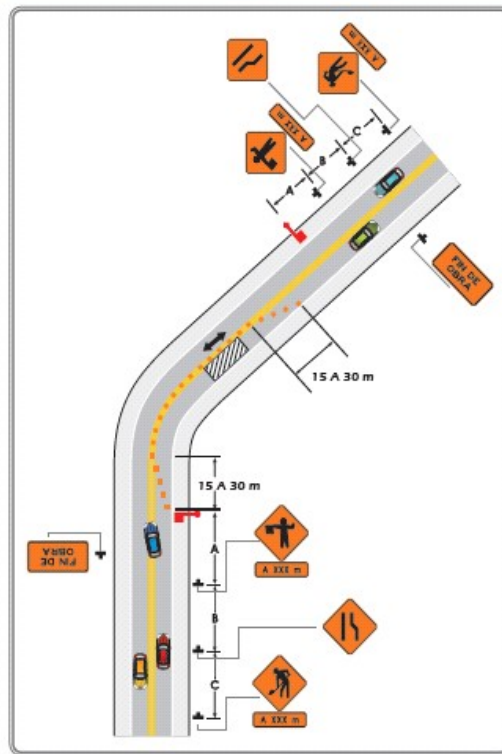 A XXX m
C
B
A XXX m
A
FIN DE
OBRA
15 A 30 m
15 A 30 m
A
A XXX m
FIN DE
OBRA
B
C
A XXX m